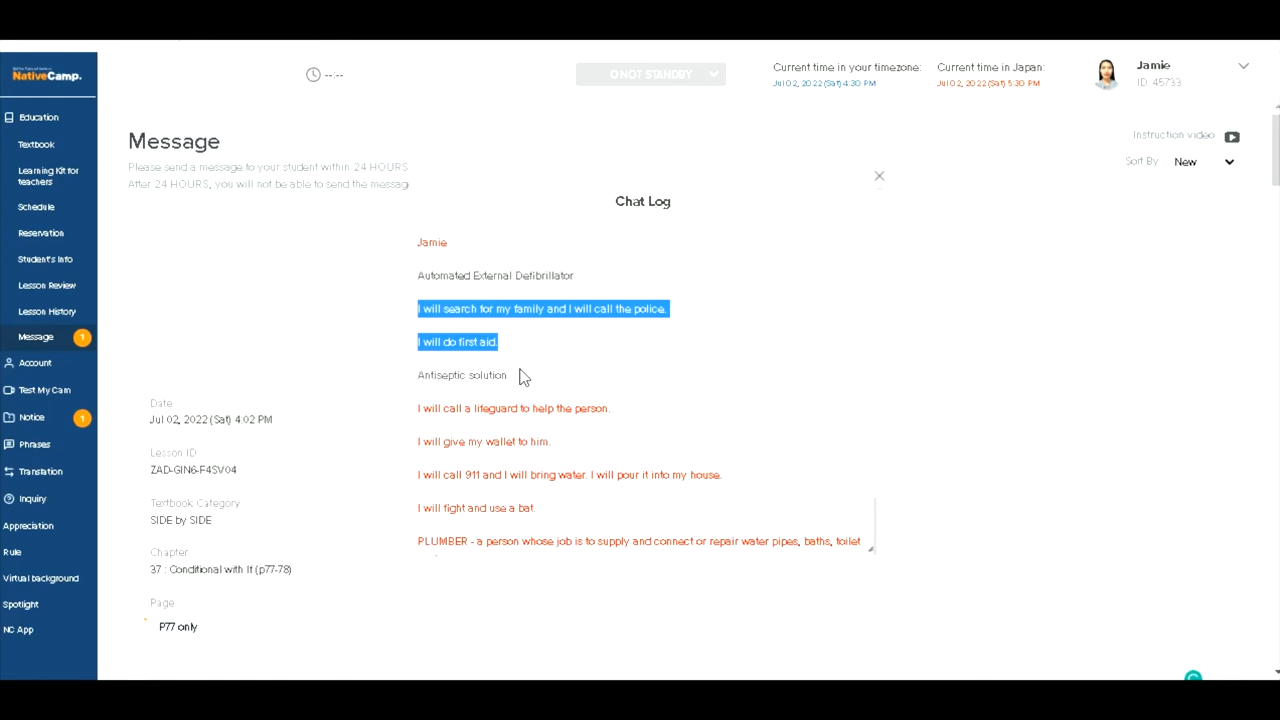 NativeCamp.
--:--
NOT STANDBY
Current time in your timezone:
Jul 02, 2022 (Sat) 4:30 PM
Current time in Japan:
Jul 02, 2022 (Sat) 5:30 PM
Jamie
ID: 45733
Education
Textbook
Learning Kit for
teachers
Schedule
Reservation
Student's Info
Lesson Review
Lesson History
Message
1
Account
Test My Cam
Notice
1
Phrases
Translation
Inquiry
Appreciation
Rule
Virtual background
Spotlight
NC App
Message
Please send a message to your student within 24 HOURS
After 24 HOURS, you will not be able to send the messag
Instruction video
Sort By New
Chat Log
Jamie
Automated External Defibrillator
I will search for my family and I will call the police.
I will do first aid.
Antiseptic solution
I will call a lifeguard to help the person.
I will give my wallet to him.
I will call 911 and I will bring water. I will pour it into my house.
I will fight and use a bat.
PLUMBER - a person whose job is to supply and connect or repair water pipes, baths, toilet
Date
Jul 02, 2022 (Sat) 4:02 PM
Lesson ID
ZAD-GIN6-F4SV04
Textbook Category
SIDE by SIDE
Chapter
37 : Conditional with If (p77-78)
Page
P77 only